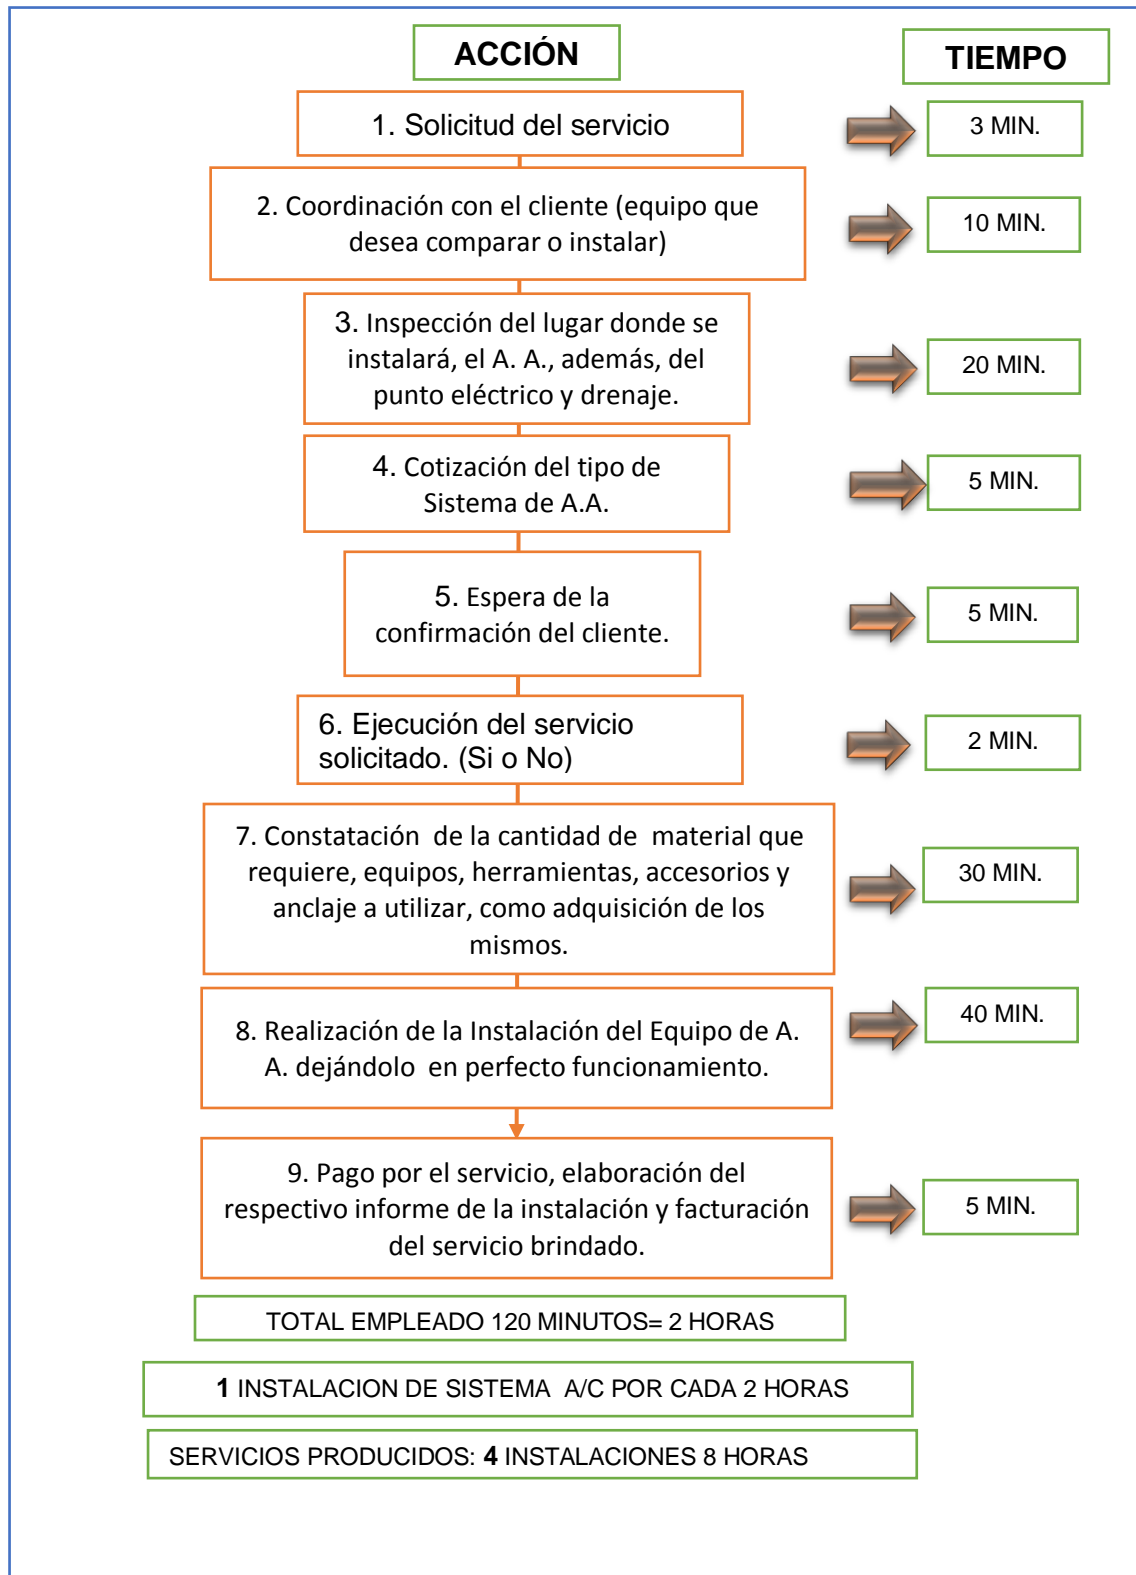 ACCIÓN
TIEMPO
1. Solicitud del servicio
3 MIN.
2. Coordinación con el cliente (equipo que
desea comparar o instalar)
10 MIN.
3. Inspección del lugar donde se
instalará, el A. A., además, del
punto eléctrico y drenaje.
20 MIN.
4. Cotización del tipo de
Sistema de A.A.
5 MIN.
5. Espera de la
confirmación del cliente.
5 MIN.
6. Ejecución del servicio
solicitado. (Si o No)
2 MIN.
7. Constatación  de la cantidad de  material que
requiere, equipos, herramientas, accesorios y
anclaje a utilizar, como adquisición de los
mismos.
30 MIN.
8. Realización de la Instalación del Equipo de A.
A. dejándolo  en perfecto funcionamiento.
40 MIN.
9. Pago por el servicio, elaboración del
respectivo informe de la instalación y facturación
del servicio brindado.
5 MIN.
TOTAL EMPLEADO 120 MINUTOS= 2 HORAS
1 INSTALACION DE SISTEMA  A/C POR CADA 2 HORAS
SERVICIOS PRODUCIDOS: 4 INSTALACIONES 8 HORAS